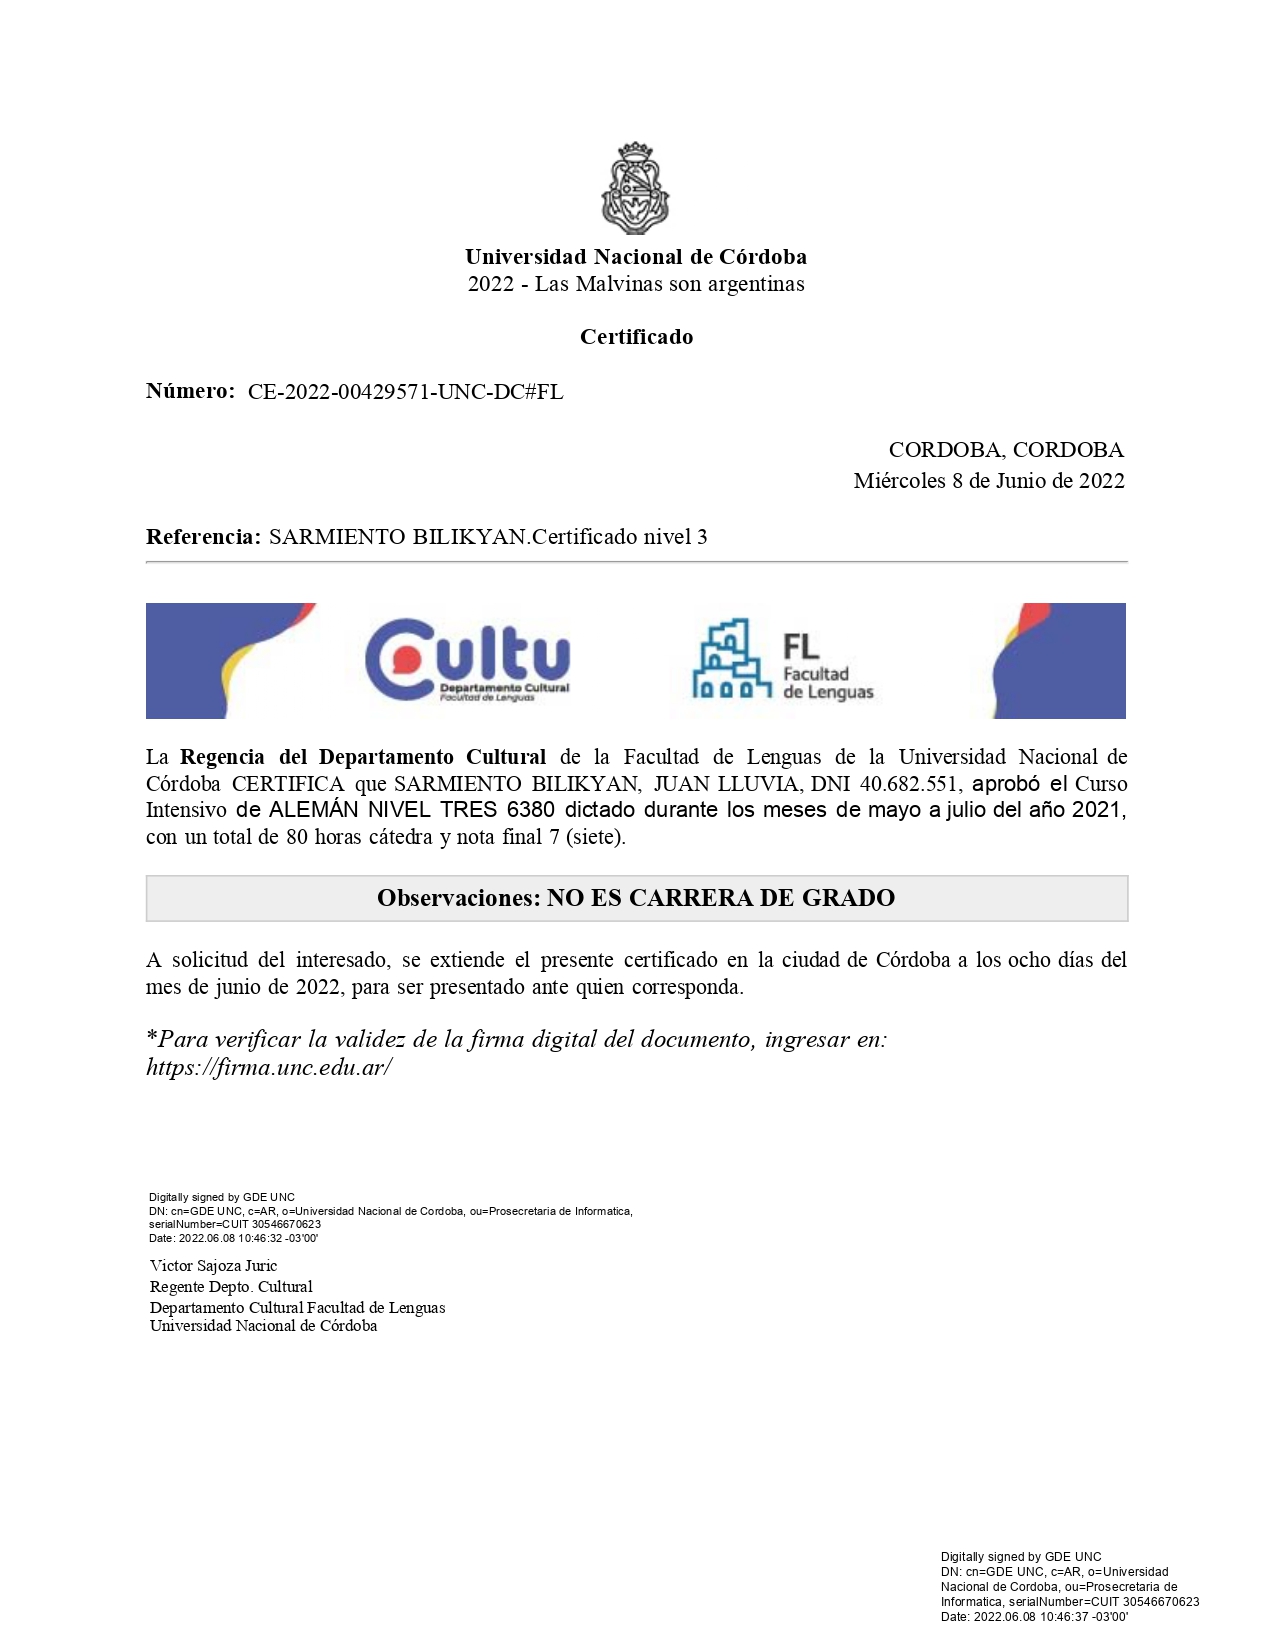 Universidad Nacional de Córdoba
2022 - Las Malvinas son argentinas
Certificado
Número: CE-2022-00429571-UNC-DC#FL
CORDOBA, CORDOBA
Miércoles 8 de Junio de 2022
Referencia: SARMIENTO BILIKYAN.Certificado nivel 3
Cultu
Departamento Cultural
Facultad de Lenguas
FL
Facultad
de Lenguas
La Regencia del Departamento Cultural de la Facultad de Lenguas de la Universidad Nacional de
Córdoba CERTIFICA que SARMIENTO BILIKYAN, JUAN LLUVIA, DNI 40.682.551, aprobó el Curso
Intensivo de ALEMÁN NIVEL TRES 6380 dictado durante los meses de mayo a julio del año 2021,
con un total de 80 horas cátedra y nota final 7 (siete).
Observaciones: NO ES CARRERA DE GRADO
A solicitud del interesado, se extiende el presente certificado en la ciudad de Córdoba a los ocho días del
mes de junio de 2022, para ser presentado ante quien corresponda.
*Para verificar la validez de la firma digital del documento, ingresar en:
https://firma.unc.edu.ar/
Digitally signed by GDE UNC
DN: cn=GDE UNC, c=AR, o=Universidad Nacional de Cordoba, ou=Prosecretaria de Informatica,
serialNumber=CUIT 30546670623
Date: 2022.06.08 10:46:32 -03'00'
Victor Sajoza Juric
Regente Depto. Cultural
Departamento Cultural Facultad de Lenguas
Universidad Nacional de Córdoba
Digitally signed by GDE UNC
DN: cn=GDE UNC, c=AR, o=Universidad
Nacional de Cordoba, ou=Prosecretaria de
Informatica, serialNumber=CUIT 30546670623
Date: 2022.06.08 10:46:37 -03'00'